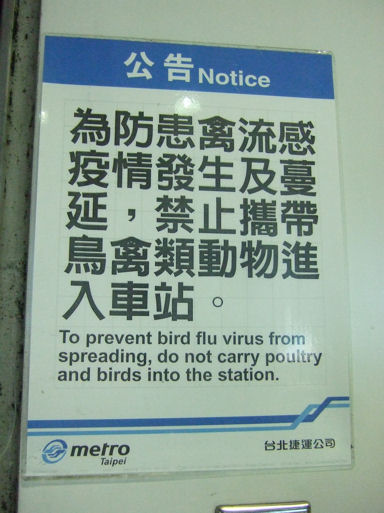 公告 Notice
為防患禽流感
疫情發生及蔓
延，禁止攜帶
鳥禽類動物進
入車站。
To prevent bird flu virus from
spreading, do not carry poultry
and birds into the station.
metro
Taipei
台北捷運公司